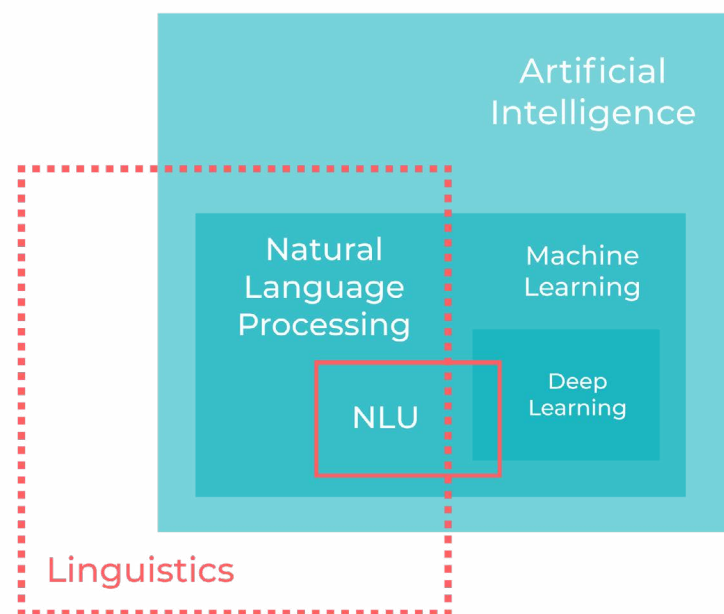 Artificial
Intelligence
Natural
Language
Processing
Machine
Learning
Deep
Learning
NLU
Linguistics